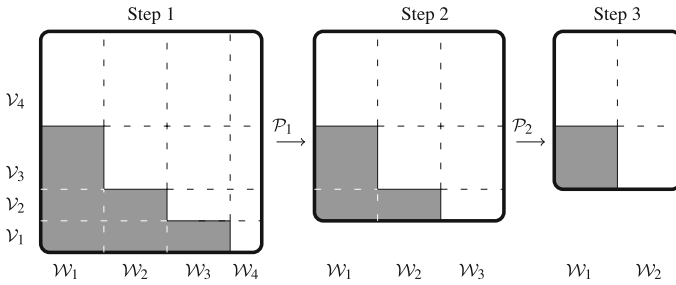 Step 1
Step 2
Step 3
𝒱₄
𝒱₃
𝒱₂
𝒱₁
𝒫₁
𝒫₂
𝒲₁ 𝒲₂ 𝒲₃ 𝒲₄
𝒲₁ 𝒲₂ 𝒲₃
𝒲₁ 𝒲₂